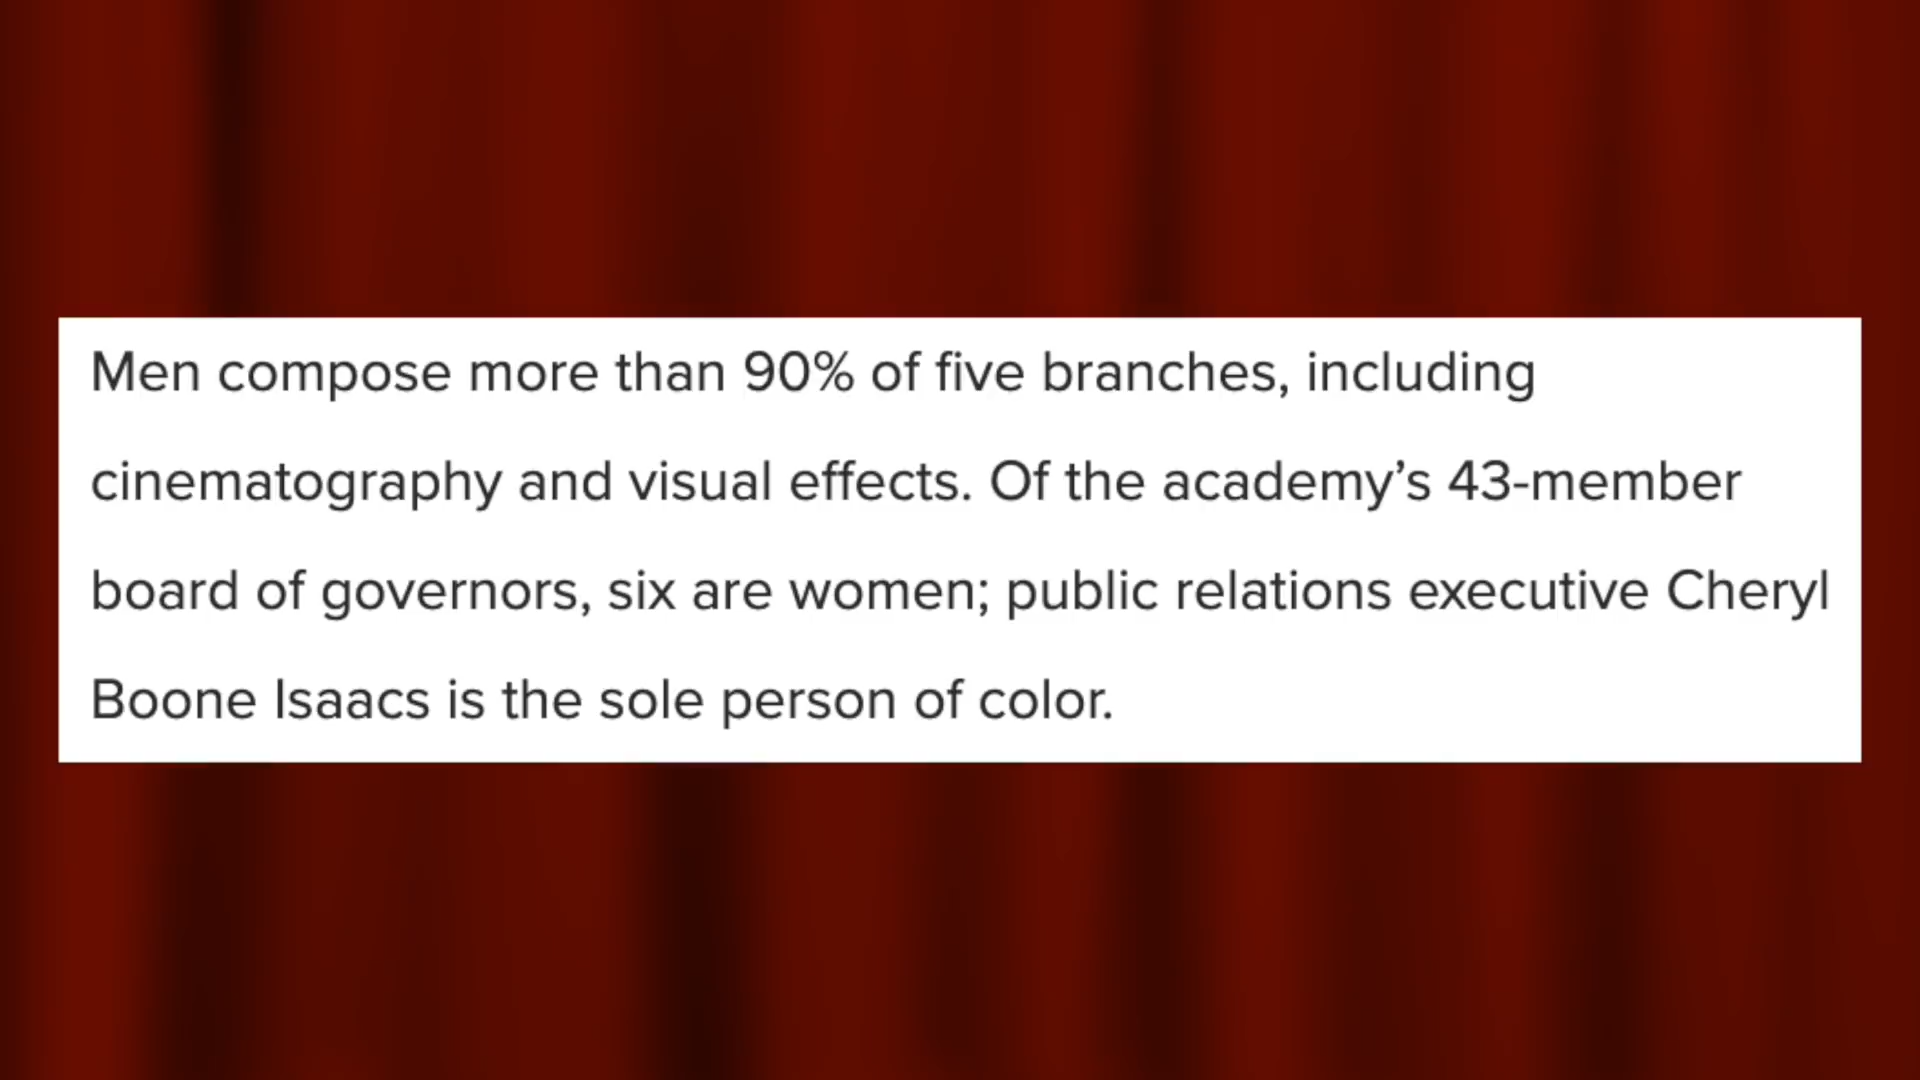 Men compose more than 90% of five branches, including
cinematography and visual effects. Of the academy’s 43-member
board of governors, six are women; public relations executive Cheryl
Boone Isaacs is the sole person of color.